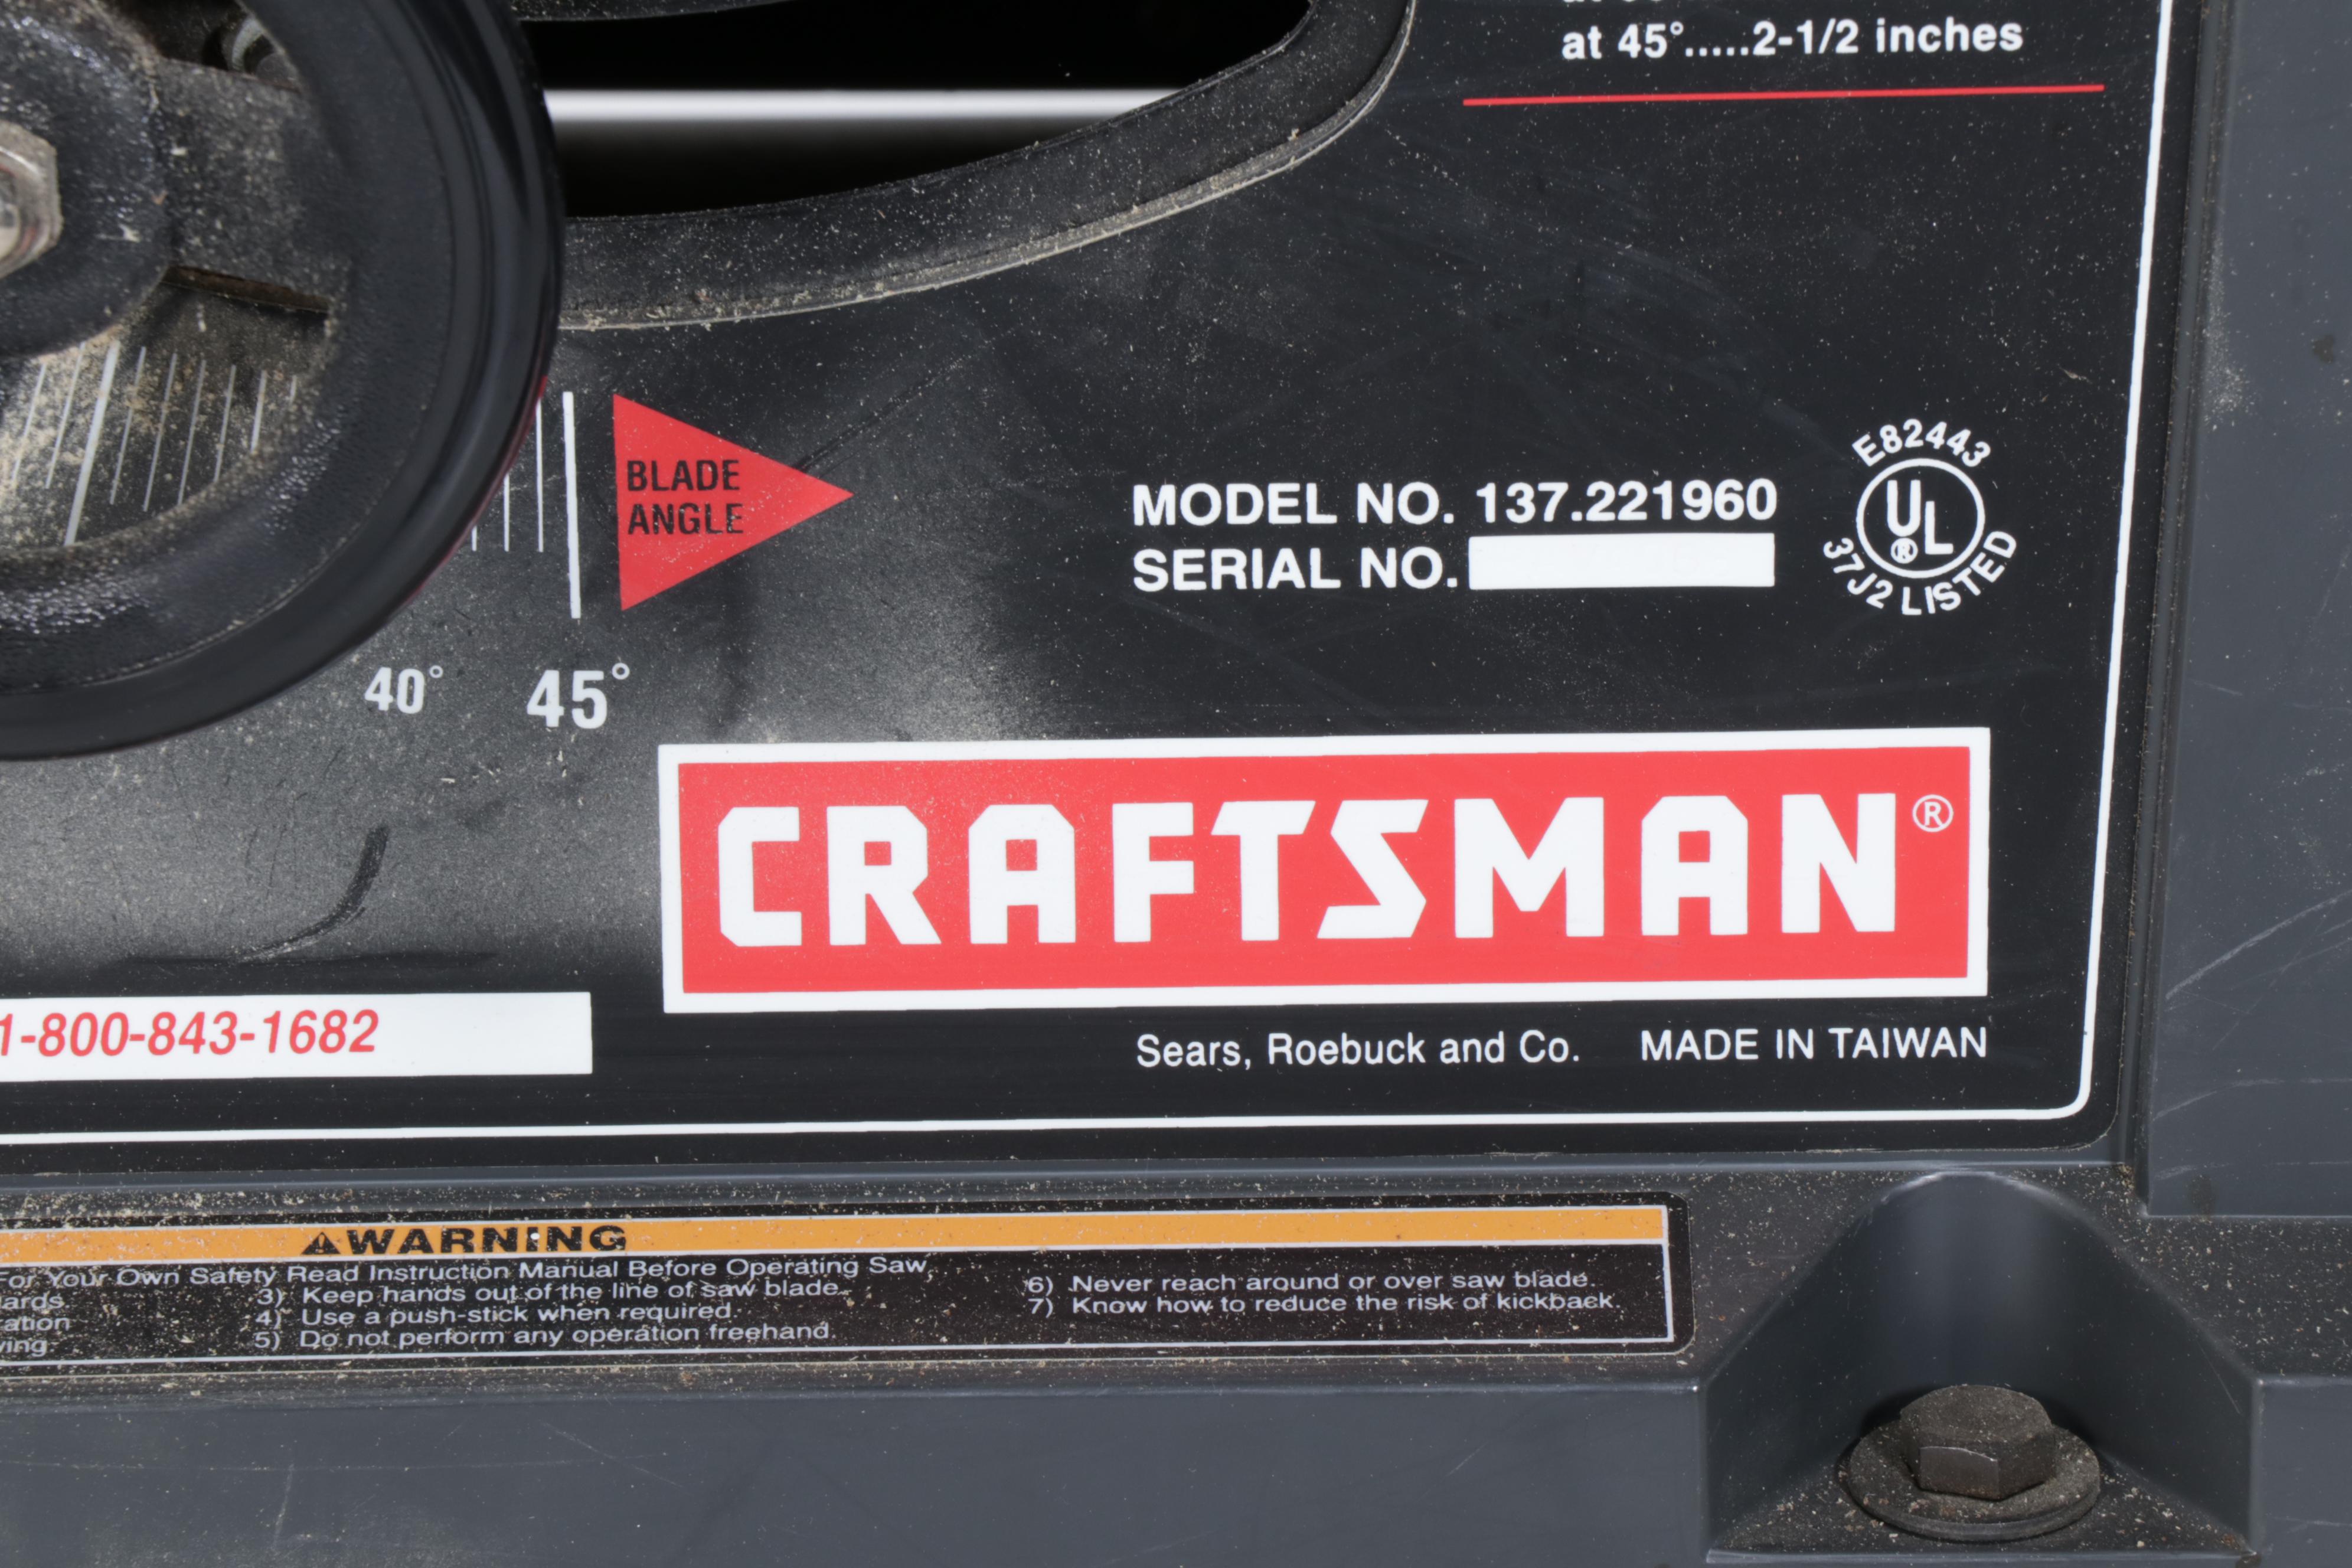 at 45°.....2-1/2 inches
BLADE
ANGLE
MODEL NO. 137.221960
SERIAL NO.
E82443
UL
®
37J2 LISTED
40° 45°
CRAFTSMAN®
1-800-843-1682
Sears, Roebuck and Co. MADE IN TAIWAN
WARNING
For Your Own Safety Read Instruction Manual Before Operating Saw.
3) Keep hands out of the line of saw blade.
4) Use a push-stick when required.
5) Do not perform any operation freehand.
6) Never reach around or over saw blade.
7) Know how to reduce the risk of kickback.